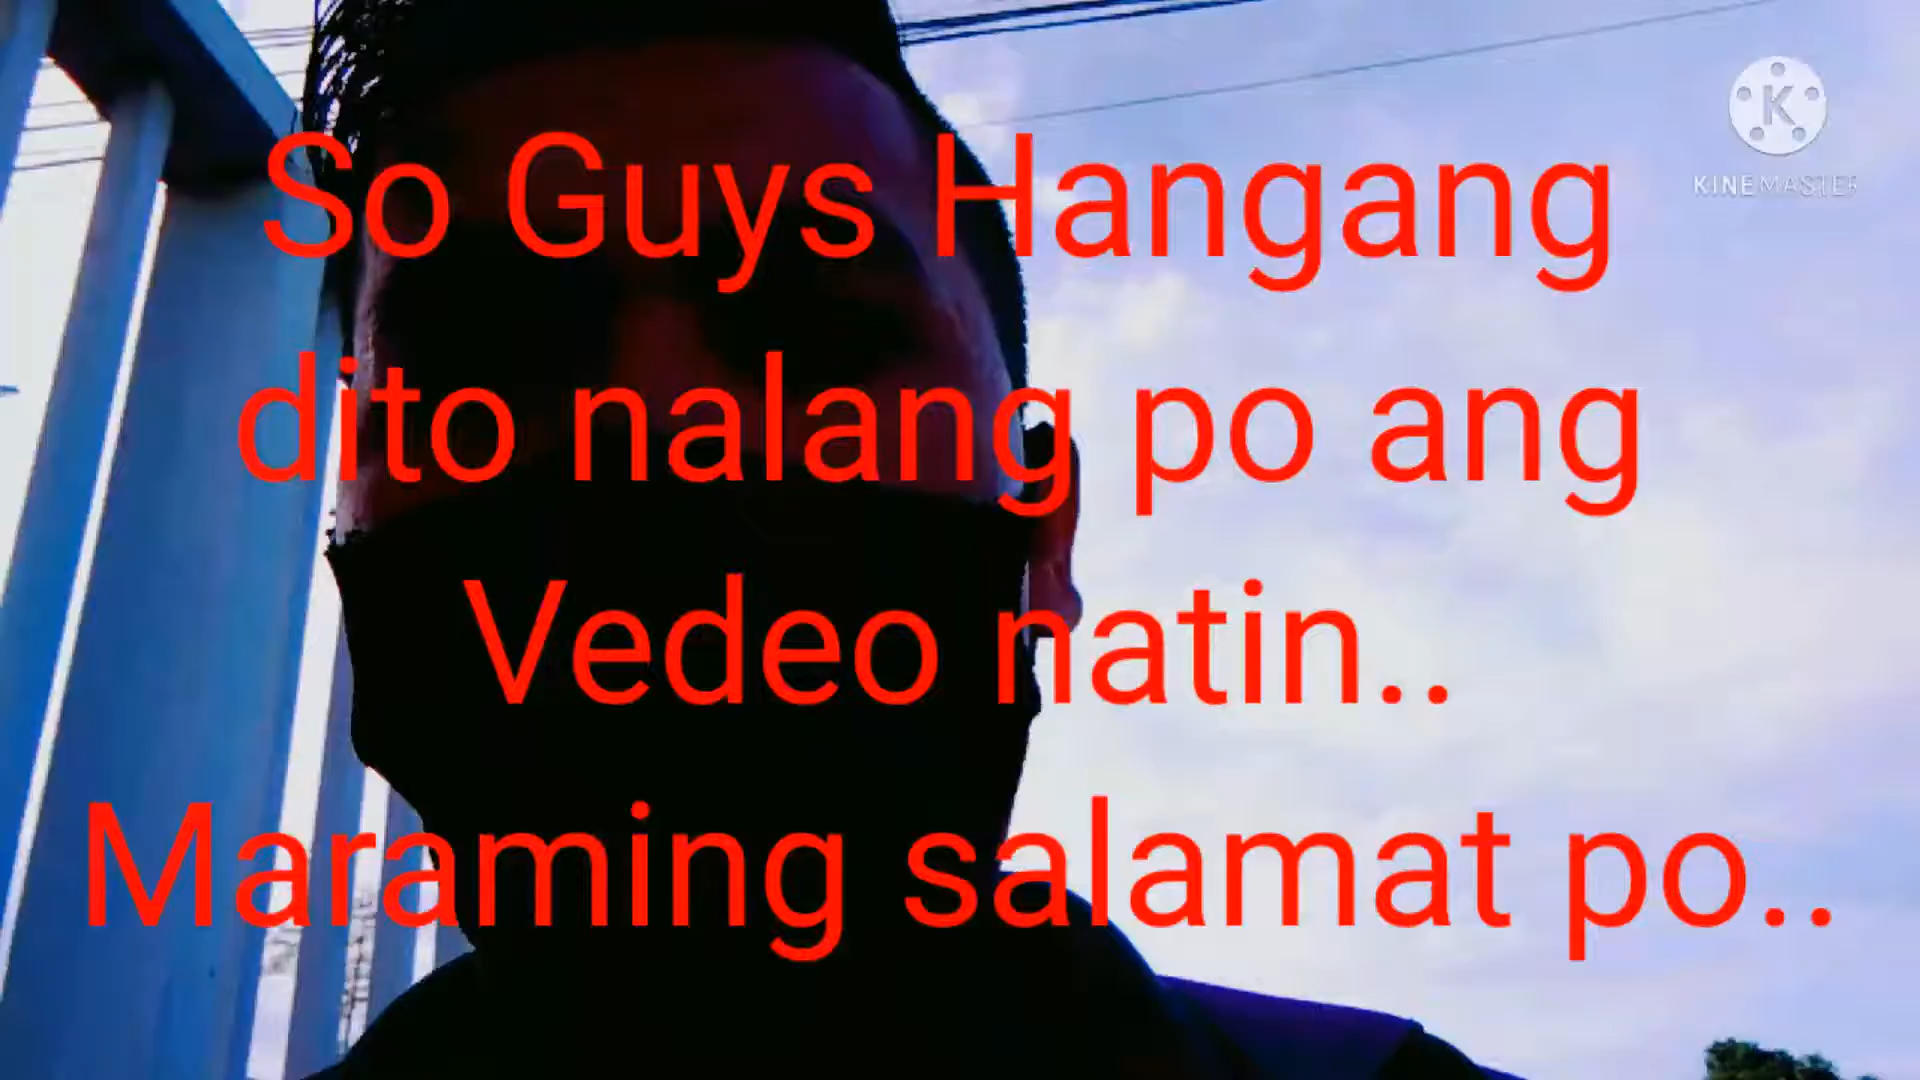 KINEMASTER
So Guys Hangang
dito nalang po ang
Vedeo natin..
Maraming salamat po..